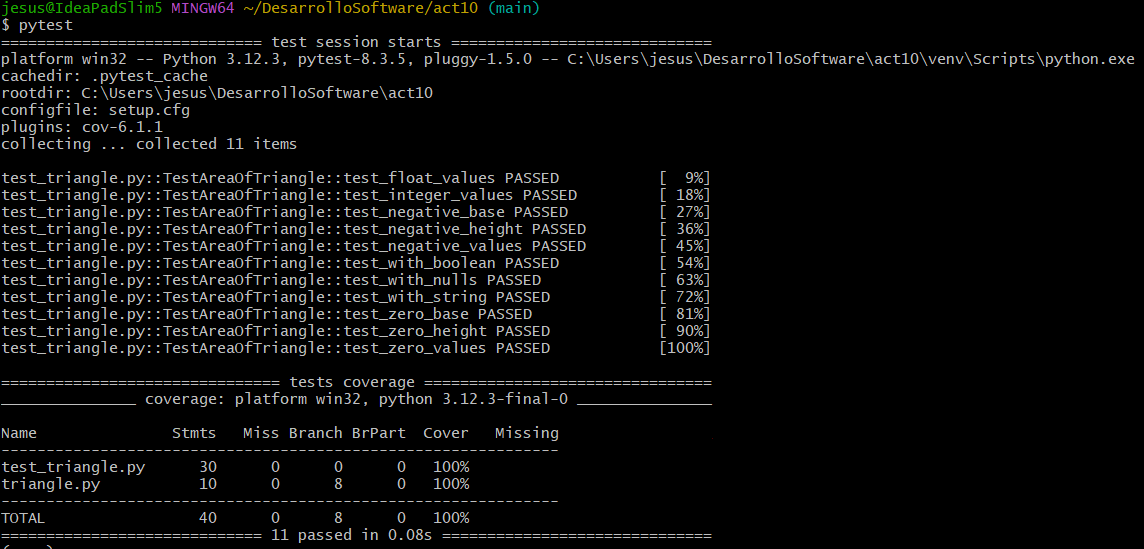 jesus@IdeaPadSlim5 MINGW64 ~/DesarrolloSoftware/act10 (main)
$ pytest
============================= test session starts =============================
platform win32 -- Python 3.12.3, pytest-8.3.5, pluggy-1.5.0 -- C:\Users\jesus\DesarrolloSoftware\act10\venv\Scripts\python.exe
cachedir: .pytest_cache
rootdir: C:\Users\jesus\DesarrolloSoftware\act10
configfile: setup.cfg
plugins: cov-6.1.1
collecting ... collected 11 items

test_triangle.py::TestAreaOfTriangle::test_float_values PASSED           [  9%]
test_triangle.py::TestAreaOfTriangle::test_integer_values PASSED         [ 18%]
test_triangle.py::TestAreaOfTriangle::test_negative_base PASSED          [ 27%]
test_triangle.py::TestAreaOfTriangle::test_negative_height PASSED        [ 36%]
test_triangle.py::TestAreaOfTriangle::test_negative_values PASSED        [ 45%]
test_triangle.py::TestAreaOfTriangle::test_with_boolean PASSED           [ 54%]
test_triangle.py::TestAreaOfTriangle::test_with_nulls PASSED             [ 63%]
test_triangle.py::TestAreaOfTriangle::test_with_string PASSED            [ 72%]
test_triangle.py::TestAreaOfTriangle::test_zero_base PASSED              [ 81%]
test_triangle.py::TestAreaOfTriangle::test_zero_height PASSED            [ 90%]
test_triangle.py::TestAreaOfTriangle::test_zero_values PASSED            [100%]

=============================== tests coverage ================================
_______________ coverage: platform win32, python 3.12.3-final-0 _______________

Name               Stmts   Miss Branch BrPart  Cover   Missing
--------------------------------------------------------------
test_triangle.py      30      0      0      0   100%
triangle.py           10      0      8      0   100%
--------------------------------------------------------------
TOTAL                 40      0      8      0   100%
============================= 11 passed in 0.08s ==============================